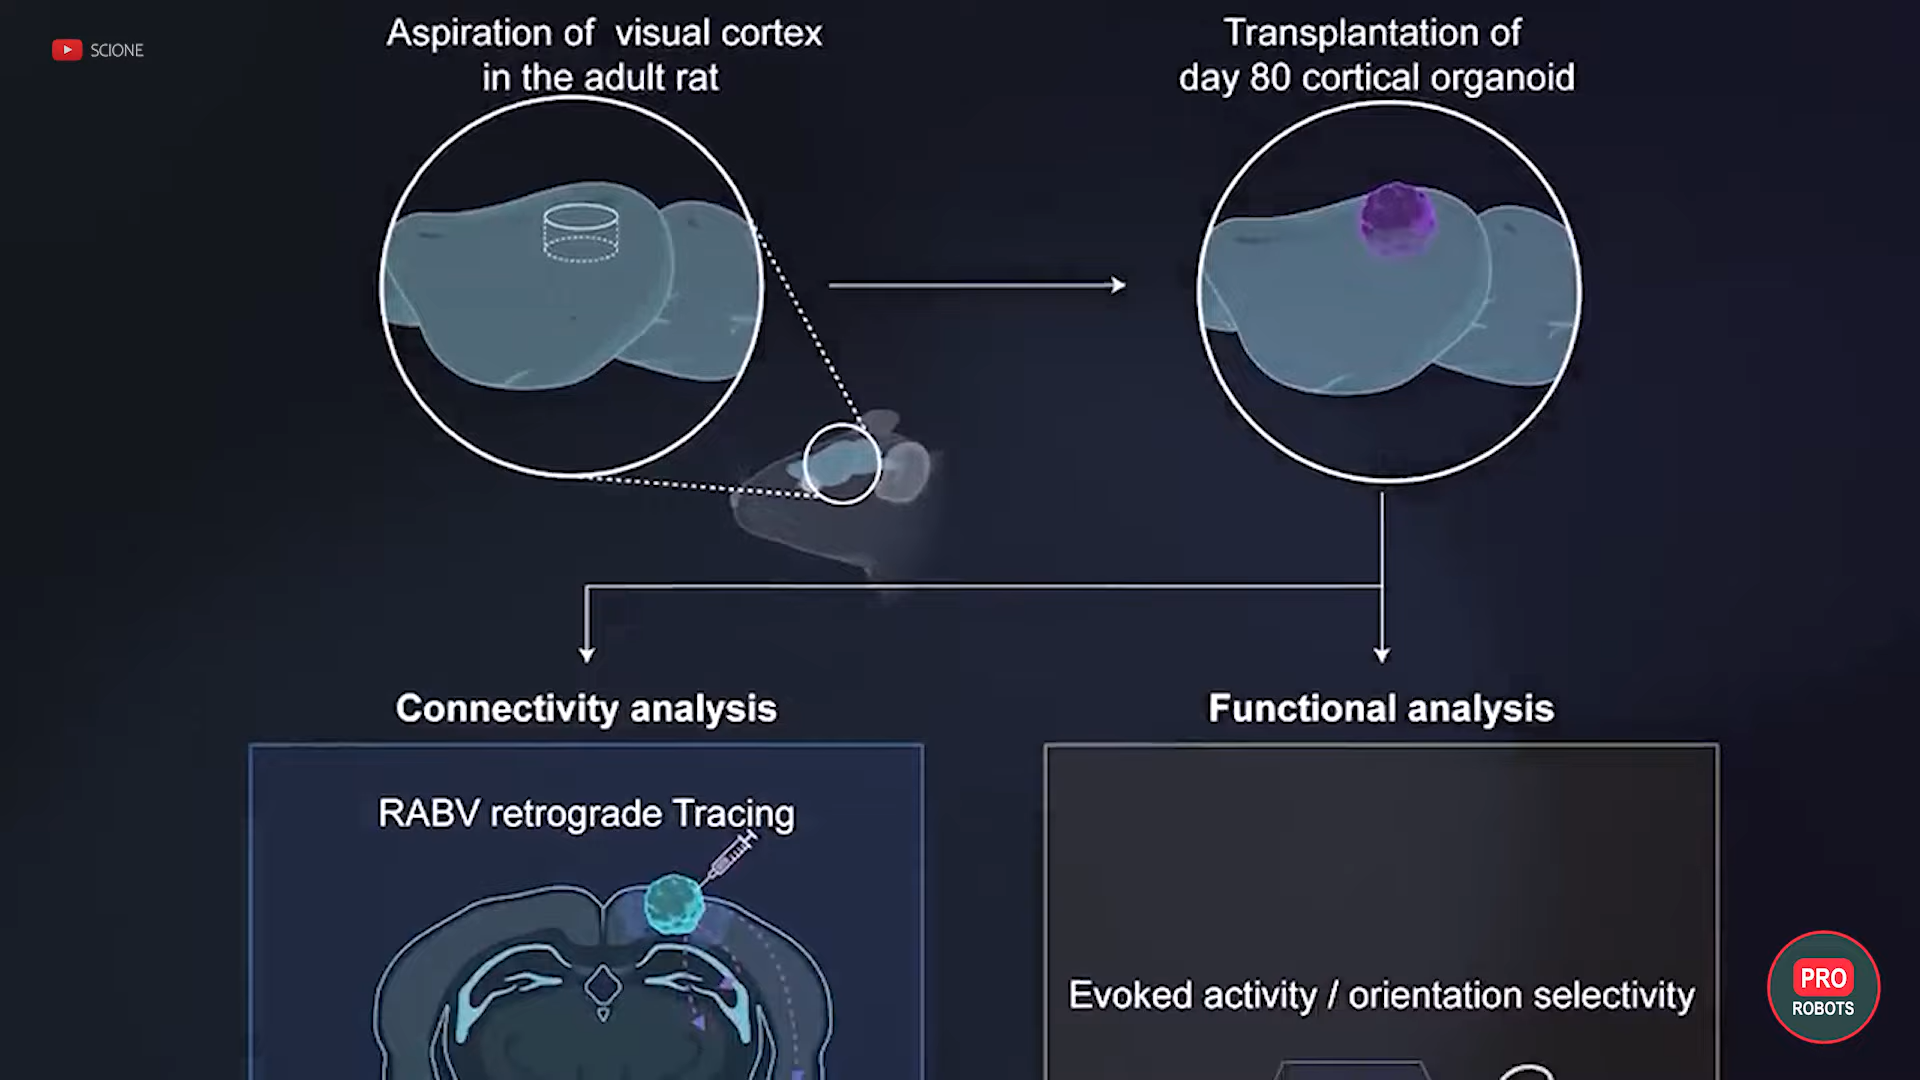 SCIONE
Aspiration of visual cortex
in the adult rat
Transplantation of
day 80 cortical organoid
Connectivity analysis
Functional analysis
RABV retrograde Tracing
Evoked activity / orientation selectivity
PRO
ROBOTS